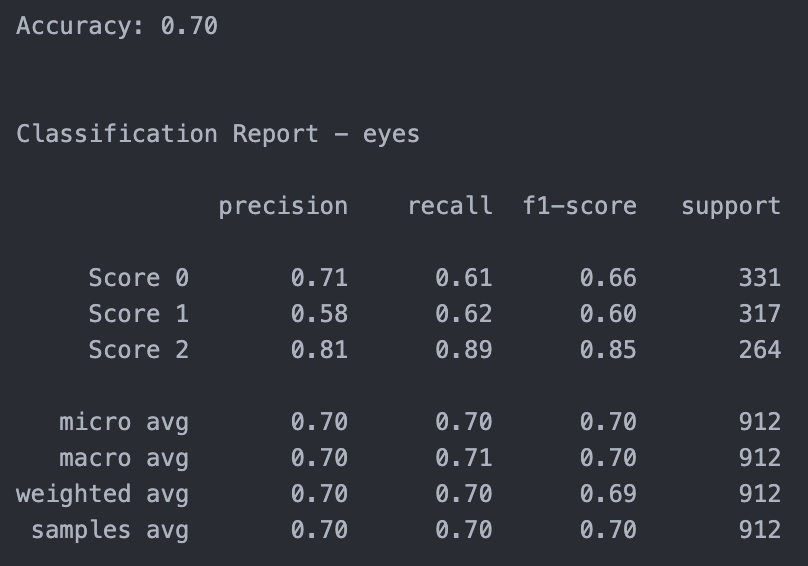 Accuracy: 0.70
Classification Report – eyes
precision recall f1-score support
Score 0 0.71 0.61 0.66 331
Score 1 0.58 0.62 0.60 317
Score 2 0.81 0.89 0.85 264
micro avg 0.70 0.70 0.70 912
macro avg 0.70 0.71 0.70 912
weighted avg 0.70 0.70 0.69 912
samples avg 0.70 0.70 0.70 912